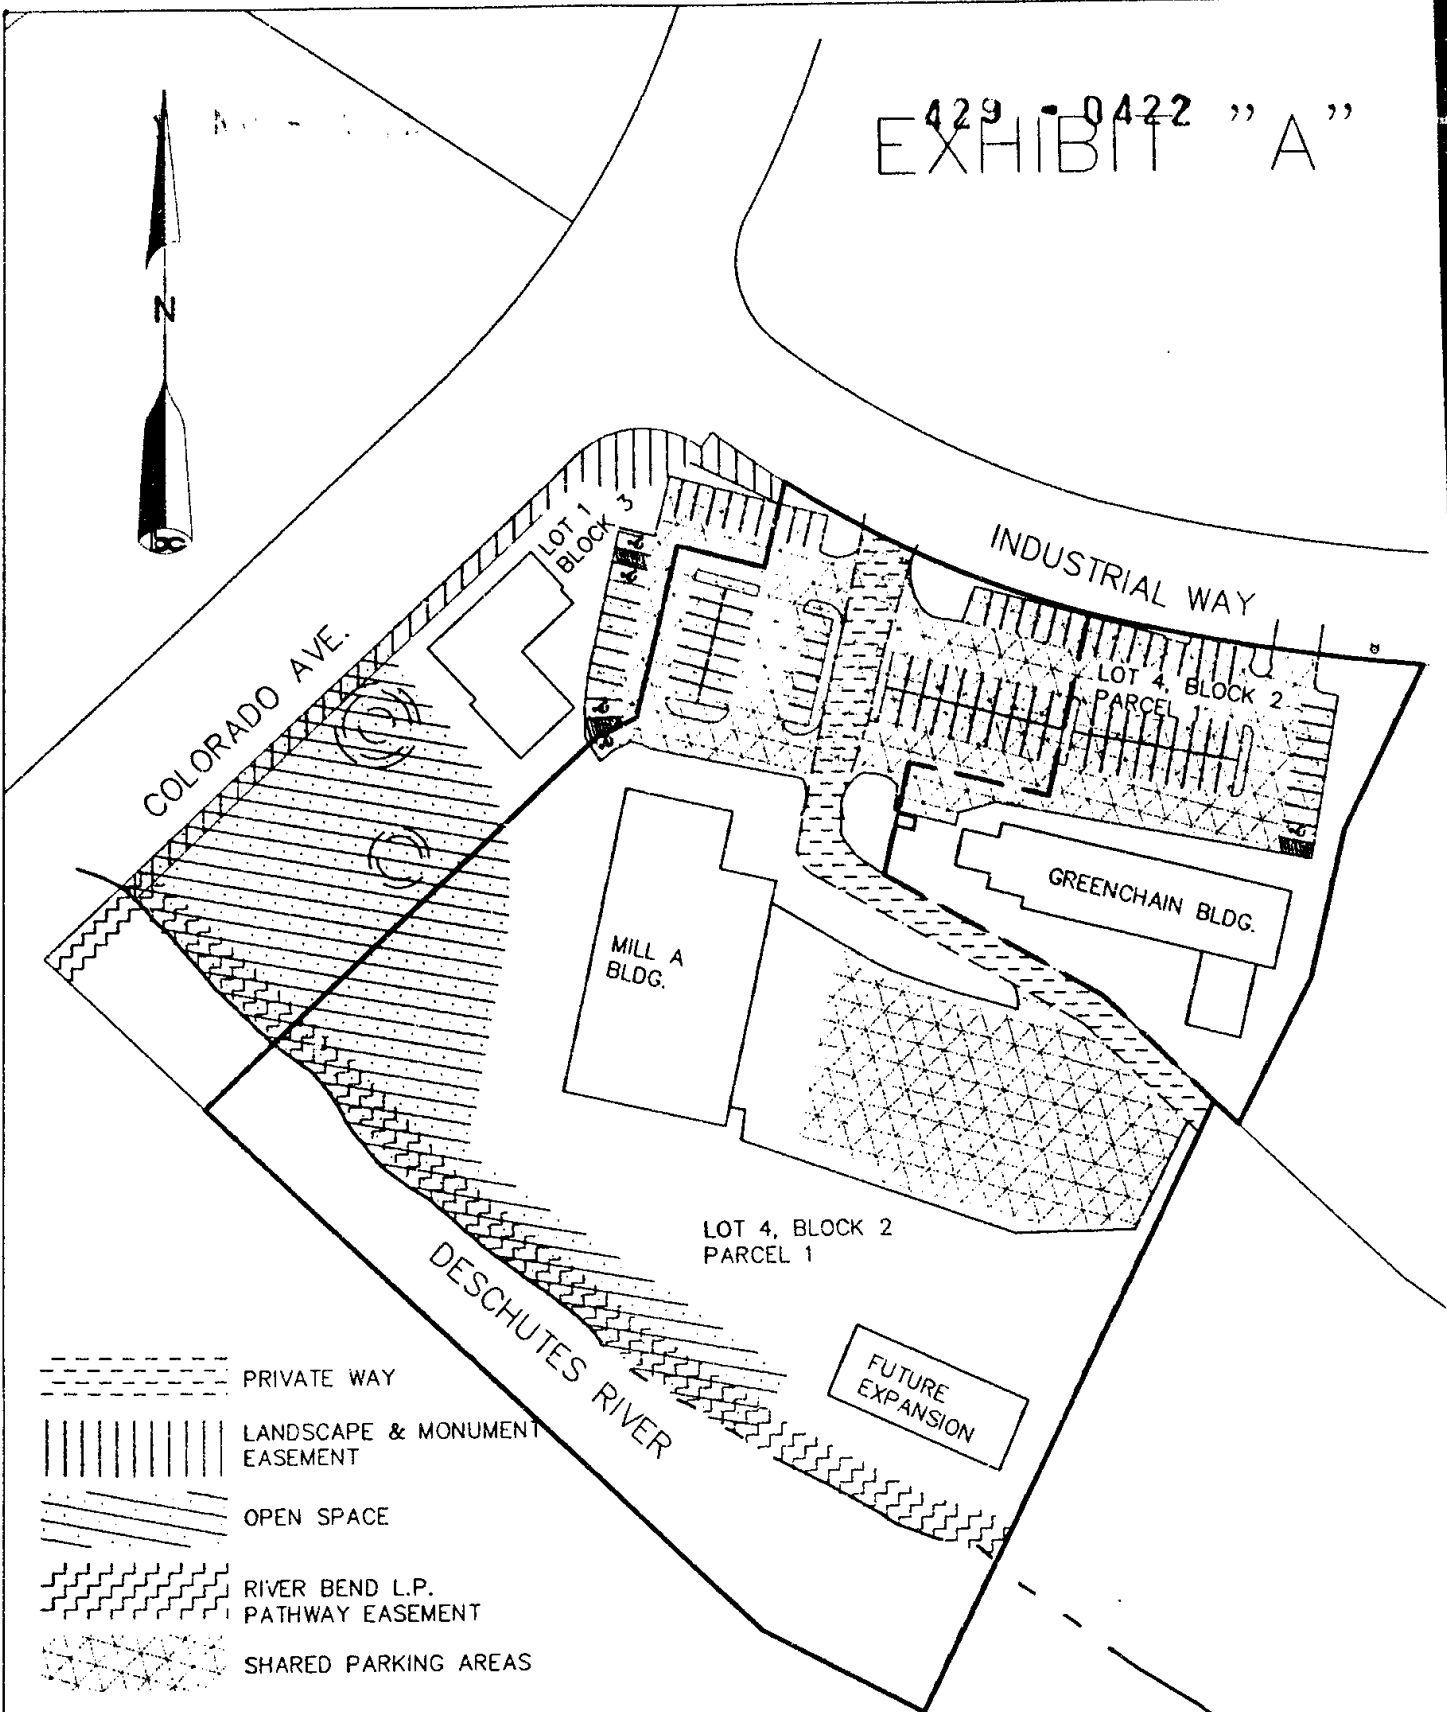 429 - 0422
EXHIBIT "A"
N
INDUSTRIAL WAY
LOT 1
BLOCK 3
COLORADO AVE.
LOT 4, BLOCK 2
PARCEL
GREENCHAIN BLDG.
MILL A
BLDG.
LOT 4, BLOCK 2
PARCEL 1
DESCHUTES RIVER
FUTURE
EXPANSION
PRIVATE WAY
LANDSCAPE & MONUMENT
EASEMENT
OPEN SPACE
RIVER BEND L.P.
PATHWAY EASEMENT
SHARED PARKING AREAS